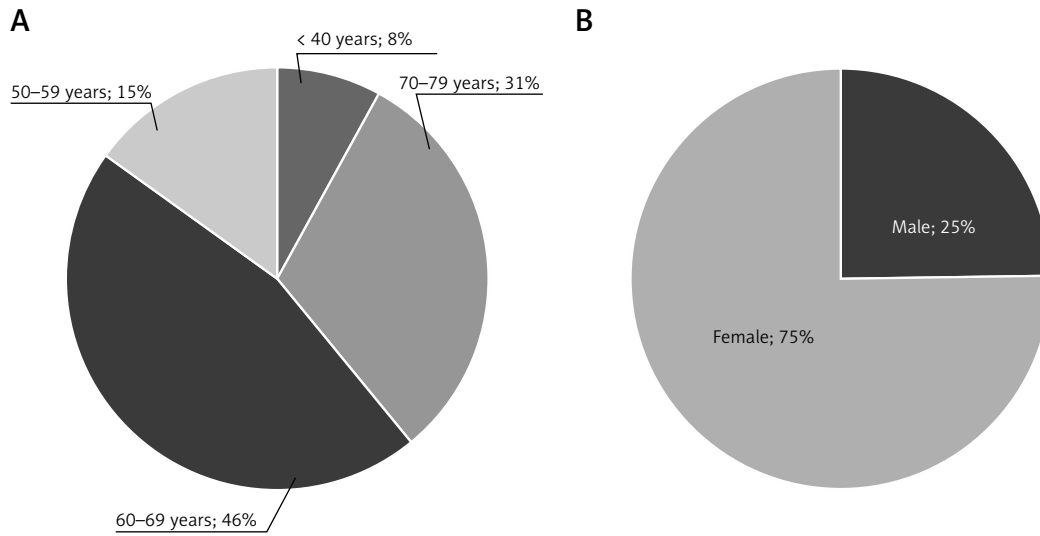 A
B
< 40 years; 8%
70–79 years; 31%
50–59 years; 15%
Male; 25%
Female; 75%
60–69 years; 46%